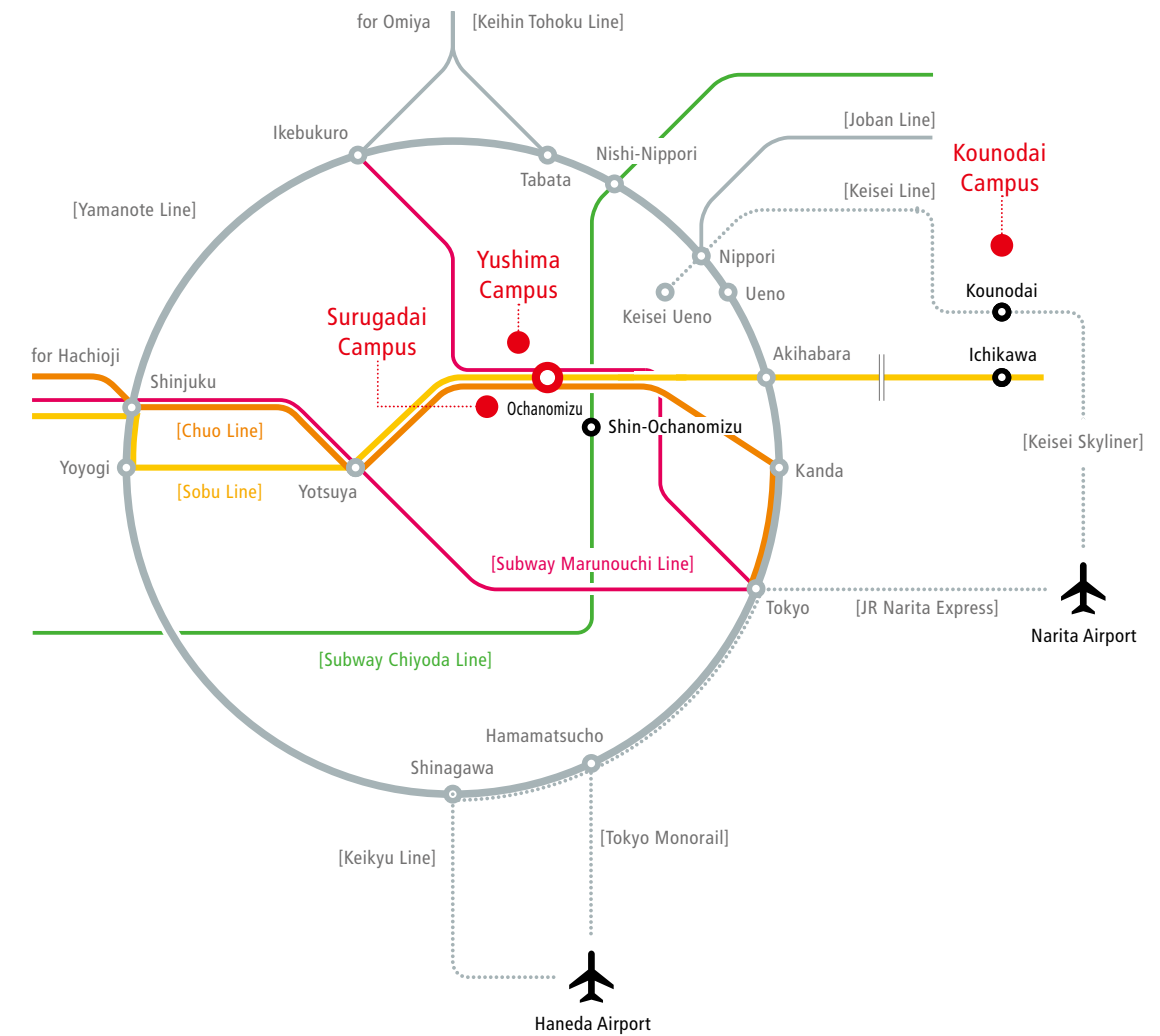 for Omiya
[Keihin Tohoku Line]
Ikebukuro
Tabata
Nishi-Nippori
[Joban Line]
Kounodai
Campus
[Keisei Line]
[Yamanote Line]
Nippori
Yushima
Campus
Ueno
Kounodai
Keisei Ueno
Surugadai
Campus
for Hachioji
Akihabara
Ichikawa
Shinjuku
Ochanomizu
[Chuo Line]
Shin-Ochanomizu
[Keisei Skyliner]
Yoyogi
Kanda
[Sobu Line]
Yotsuya
[Subway Marunouchi Line]
Tokyo
[JR Narita Express]
Narita Airport
[Subway Chiyoda Line]
Hamamatsucho
Shinagawa
[Tokyo Monorail]
[Keikyu Line]
Haneda Airport